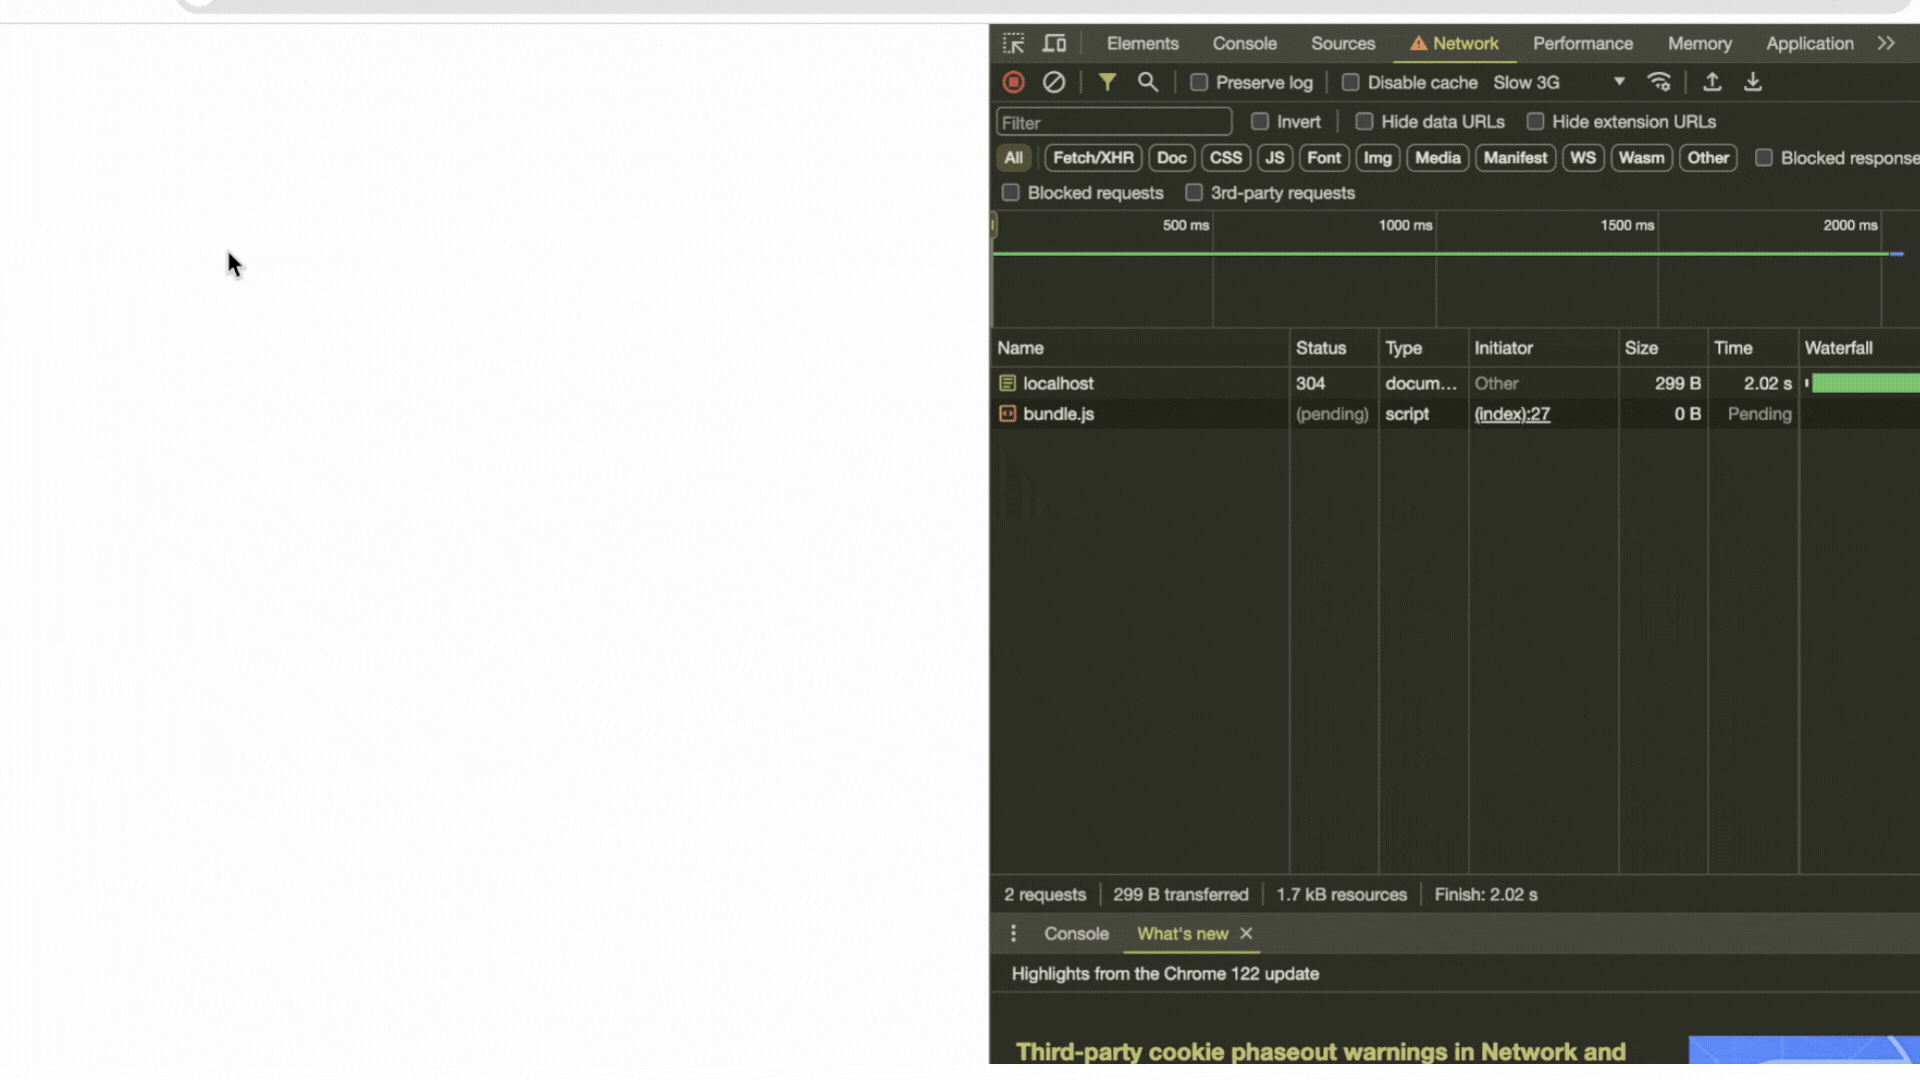 Elements Console Sources Network Performance Memory Application
Preserve log Disable cache Slow 3G
Filter Invert Hide data URLs Hide extension URLs
All Fetch/XHR Doc CSS JS Font Img Media Manifest WS Wasm Other Blocked response
Blocked requests 3rd-party requests
500 ms 1000 ms 1500 ms 2000 ms
Name Status Type Initiator Size Time Waterfall
localhost 304 docum... Other 299 B 2.02 s
bundle.js (pending) script (index):27 0 B Pending
2 requests 299 B transferred 1.7 kB resources Finish: 2.02 s
Console What's new
Highlights from the Chrome 122 update
Third-party cookie phaseout warnings in Network and